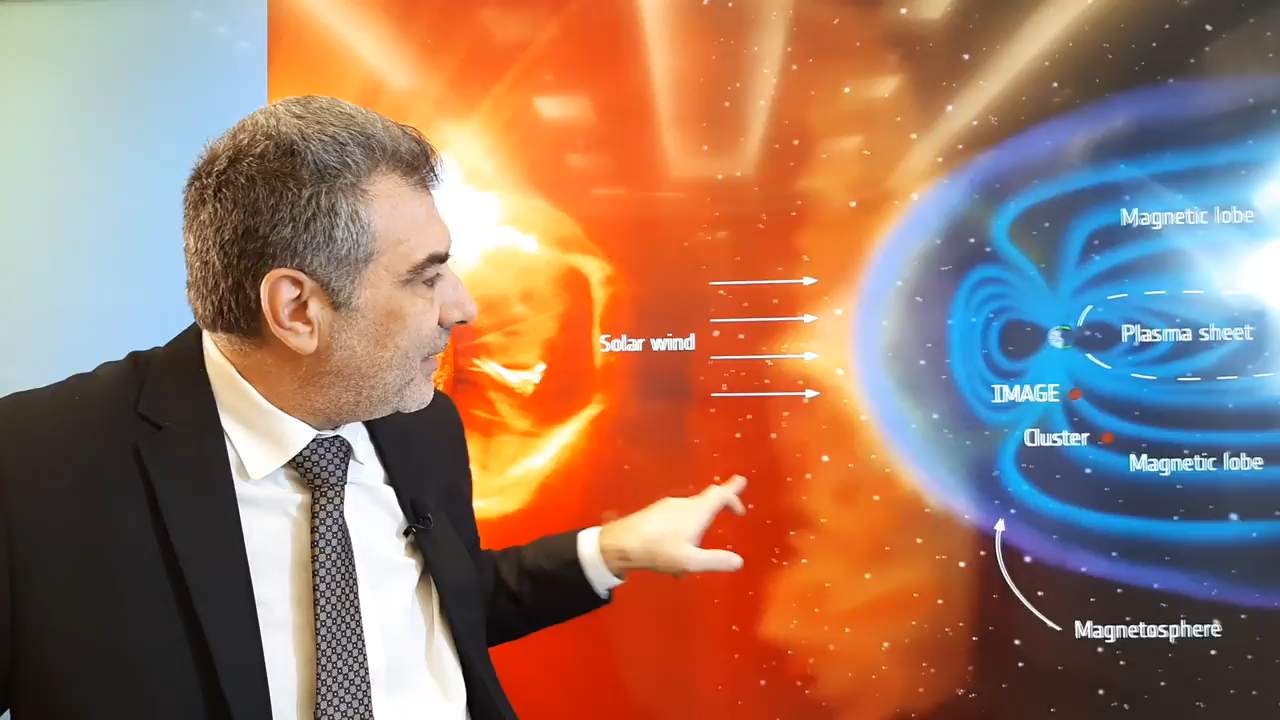 Magnetic lobe
Solar wind
Plasma sheet
IMAGE
Cluster
Magnetic lobe
Magnetosphere